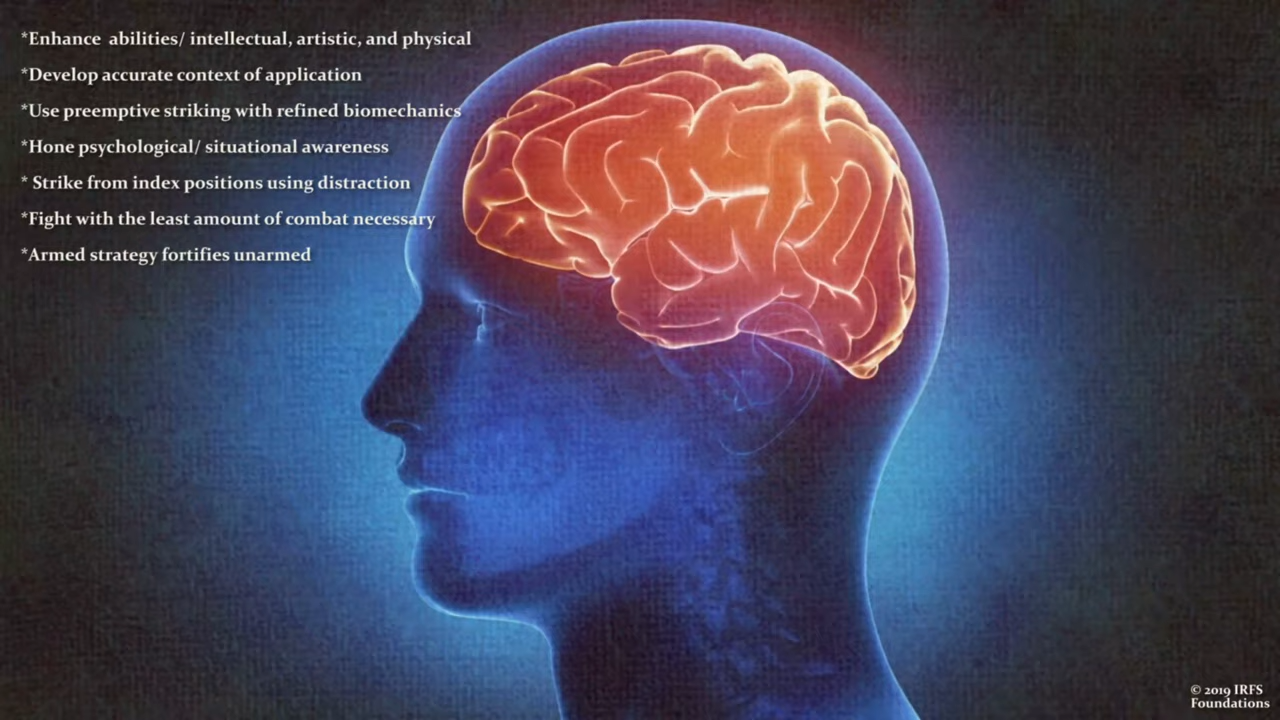 *Enhance  abilities/ intellectual, artistic, and physical
*Develop accurate context of application
*Use preemptive striking with refined biomechanics
*Hone psychological/ situational awareness
* Strike from index positions using distraction
*Fight with the least amount of combat necessary
*Armed strategy fortifies unarmed
© 2019 IRFS
Foundations